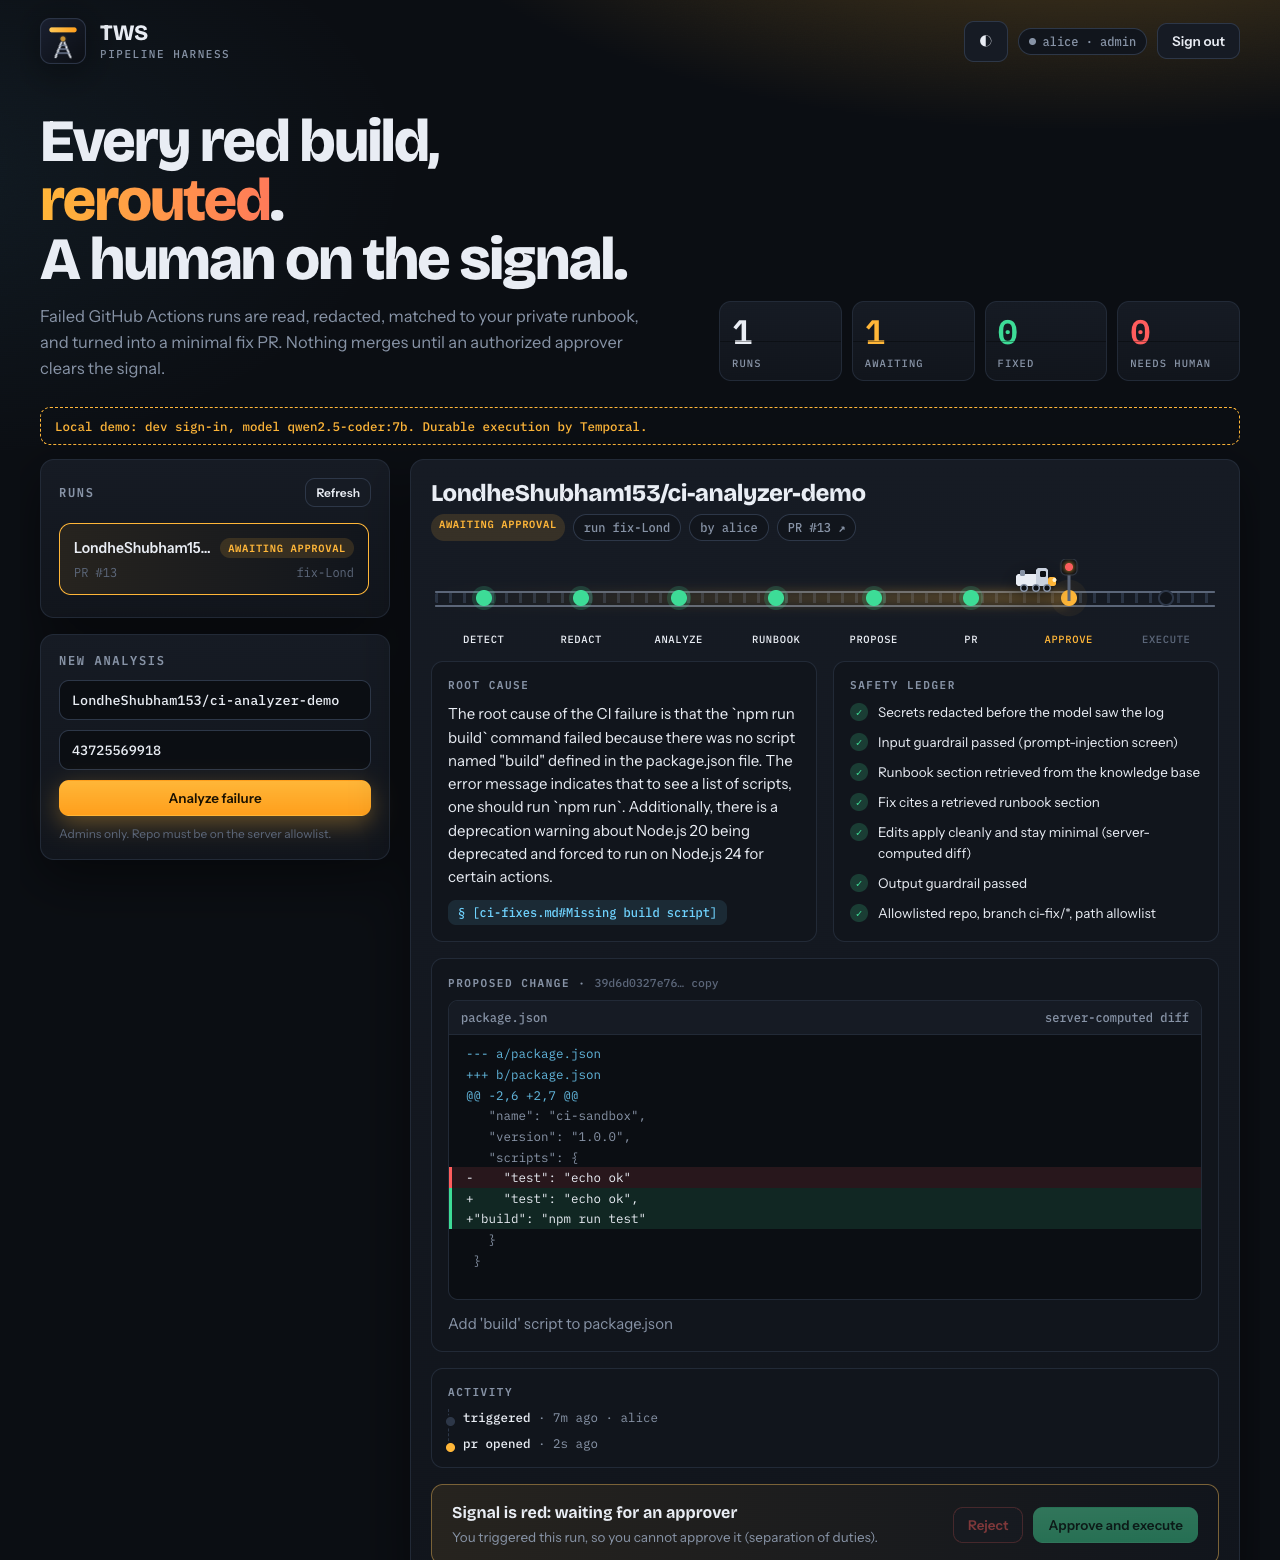 TWS
PIPELINE HARNESS
alice · admin
Sign out
Every red build,
rerouted.
A human on the signal.
Failed GitHub Actions runs are read, redacted, matched to your private runbook,
and turned into a minimal fix PR. Nothing merges until an authorized approver
clears the signal.
1
RUNS
1
AWAITING
0
FIXED
0
NEEDS HUMAN
Local demo: dev sign-in, model qwen2.5-coder:7b. Durable execution by Temporal.
RUNS
Refresh
LondheShubham15… AWAITING APPROVAL
PR #13 fix-Lond
NEW ANALYSIS
LondheShubham153/ci-analyzer-demo
43725569918
Analyze failure
Admins only. Repo must be on the server allowlist.
LondheShubham153/ci-analyzer-demo
AWAITING APPROVAL run fix-Lond by alice PR #13 ↗
DETECT REDACT ANALYZE RUNBOOK PROPOSE PR APPROVE EXECUTE
ROOT CAUSE
The root cause of the CI failure is that the `npm run
build` command failed because there was no script
named "build" defined in the package.json file. The
error message indicates that to see a list of scripts,
one should run `npm run`. Additionally, there is a
deprecation warning about Node.js 20 being
deprecated and forced to run on Node.js 24 for
certain actions.
§ [ci-fixes.md#Missing build script]
SAFETY LEDGER
✓ Secrets redacted before the model saw the log
✓ Input guardrail passed (prompt-injection screen)
✓ Runbook section retrieved from the knowledge base
✓ Fix cites a retrieved runbook section
✓ Edits apply cleanly and stay minimal (server-
computed diff)
✓ Output guardrail passed
✓ Allowlisted repo, branch ci-fix/*, path allowlist
PROPOSED CHANGE · 39d6d0327e76… copy
package.json server-computed diff
--- a/package.json
+++ b/package.json
@@ -2,6 +2,7 @@
"name": "ci-sandbox",
"version": "1.0.0",
"scripts": {
-    "test": "echo ok"
+    "test": "echo ok",
+"build": "npm run test"
}
}
Add 'build' script to package.json
ACTIVITY
triggered · 7m ago · alice
pr opened · 2s ago
Signal is red: waiting for an approver
You triggered this run, so you cannot approve it (separation of duties).
Reject
Approve and execute